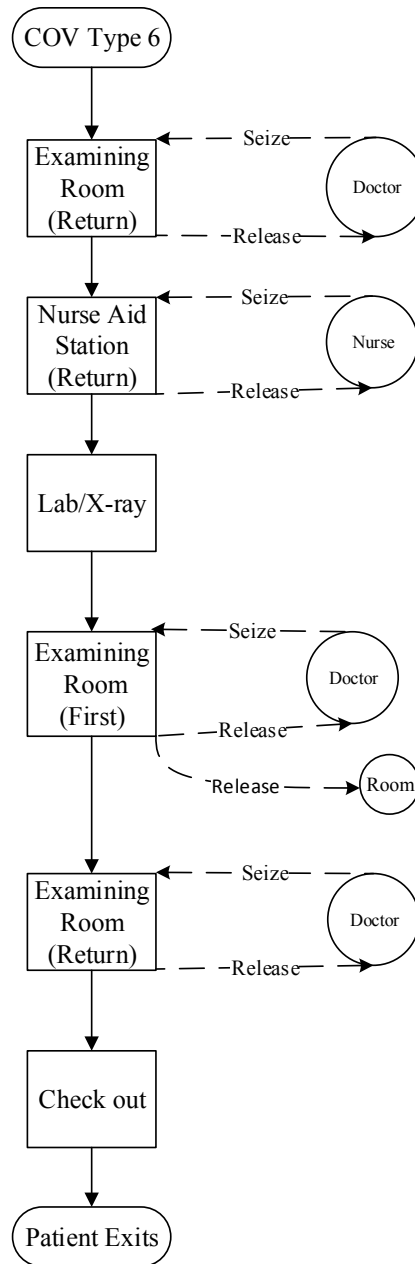 COV Type 6
Seize
Examining
Room
(Return)
Doctor
Release
Seize
Nurse Aid
Station
(Return)
Nurse
Release
Lab/X-ray
Seize
Examining
Room
(First)
Doctor
Release
Release
Room
Seize
Examining
Room
(Return)
Doctor
Release
Check out
Patient Exits